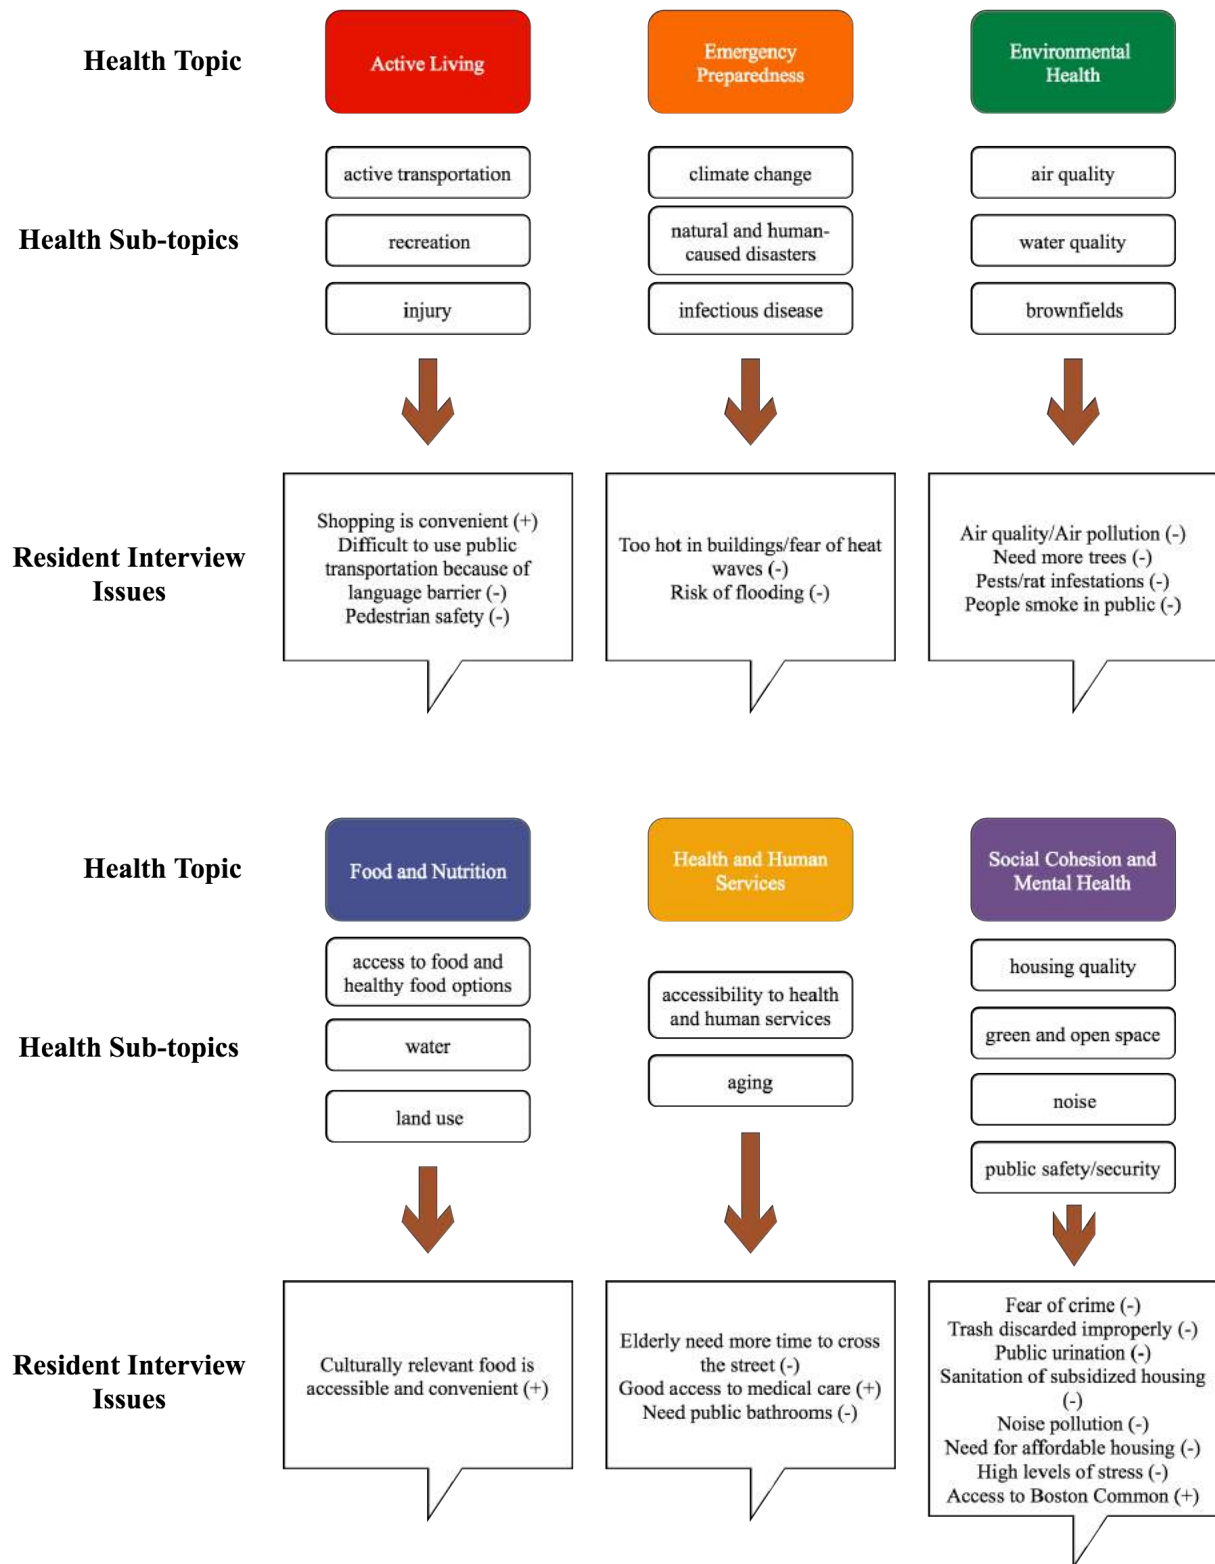 Health Topic
Active Living
Emergency
Preparedness
Environmental
Health
Health Sub-topics
active transportation
recreation
injury
climate change
natural and human-
caused disasters
infectious disease
air quality
water quality
brownfields
Resident Interview
Issues
Shopping is convenient (+)
Difficult to use public
transportation because of
language barrier (-)
Pedestrian safety (-)
Too hot in buildings/fear of heat
waves (-)
Risk of flooding (-)
Air quality/Air pollution (-)
Need more trees (-)
Pests/rat infestations (-)
People smoke in public (-)
Health Topic
Food and Nutrition
Health and Human
Services
Social Cohesion and
Mental Health
Health Sub-topics
access to food and
healthy food options
water
land use
accessibility to health
and human services
aging
housing quality
green and open space
noise
public safety/security
Resident Interview
Issues
Culturally relevant food is
accessible and convenient (+)
Elderly need more time to cross
the street (-)
Good access to medical care (+)
Need public bathrooms (-)
Fear of crime (-)
Trash discarded improperly (-)
Public urination (-)
Sanitation of subsidized housing
(-)
Noise pollution (-)
Need for affordable housing (-)
High levels of stress (-)
Access to Boston Common (+)